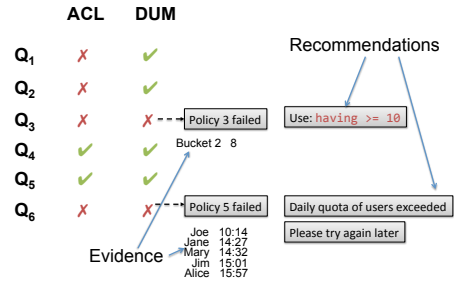 ACL DUM
Recommendations
Q1 ✗ ✔
Q2 ✗ ✔
Q3 ✗ ✗ Policy 3 failed Use: having >= 10
Bucket 2 8
Q4 ✔ ✔
Q5 ✔ ✔
Q6 ✗ ✗ Policy 5 failed Daily quota of users exceeded
Please try again later
Evidence
Joe 10:14
Jane 14:27
Mary 14:32
Jim 15:01
Alice 15:57